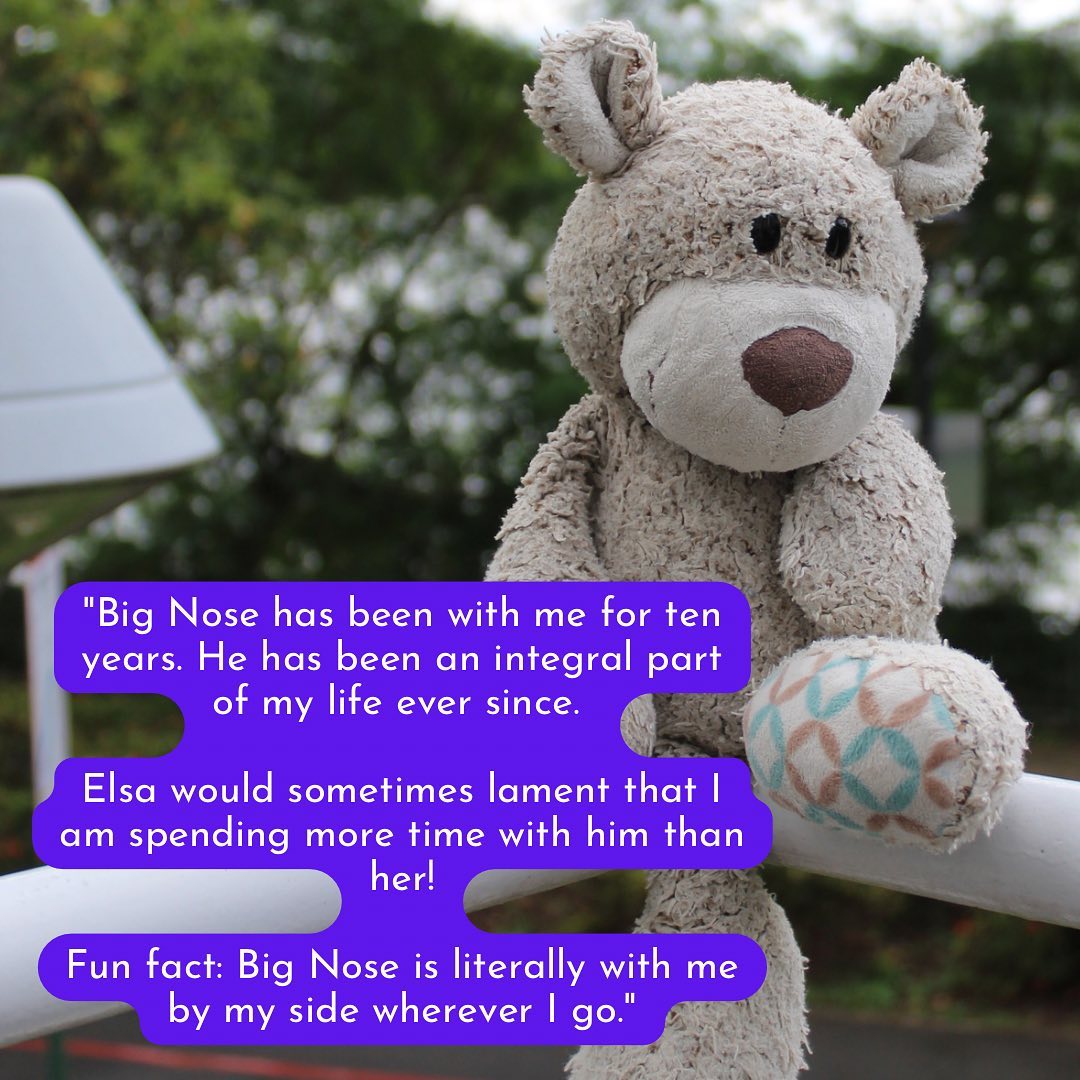 "Big Nose has been with me for ten
years. He has been an integral part
of my life ever since.
Elsa would sometimes lament that I
am spending more time with him than
her!
Fun fact: Big Nose is literally with me
by my side wherever I go."